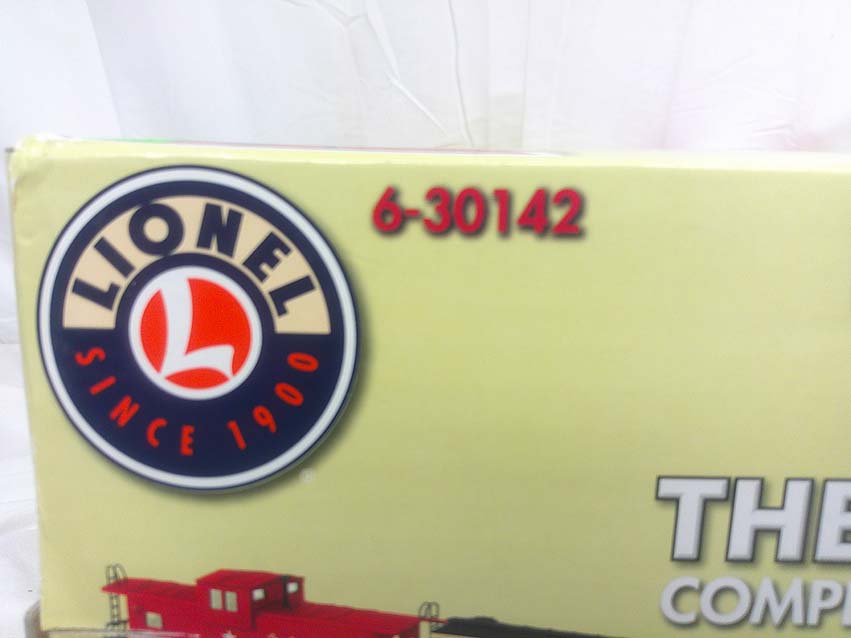 LIONEL
L
SINCE 1900
®
6-30142
THE